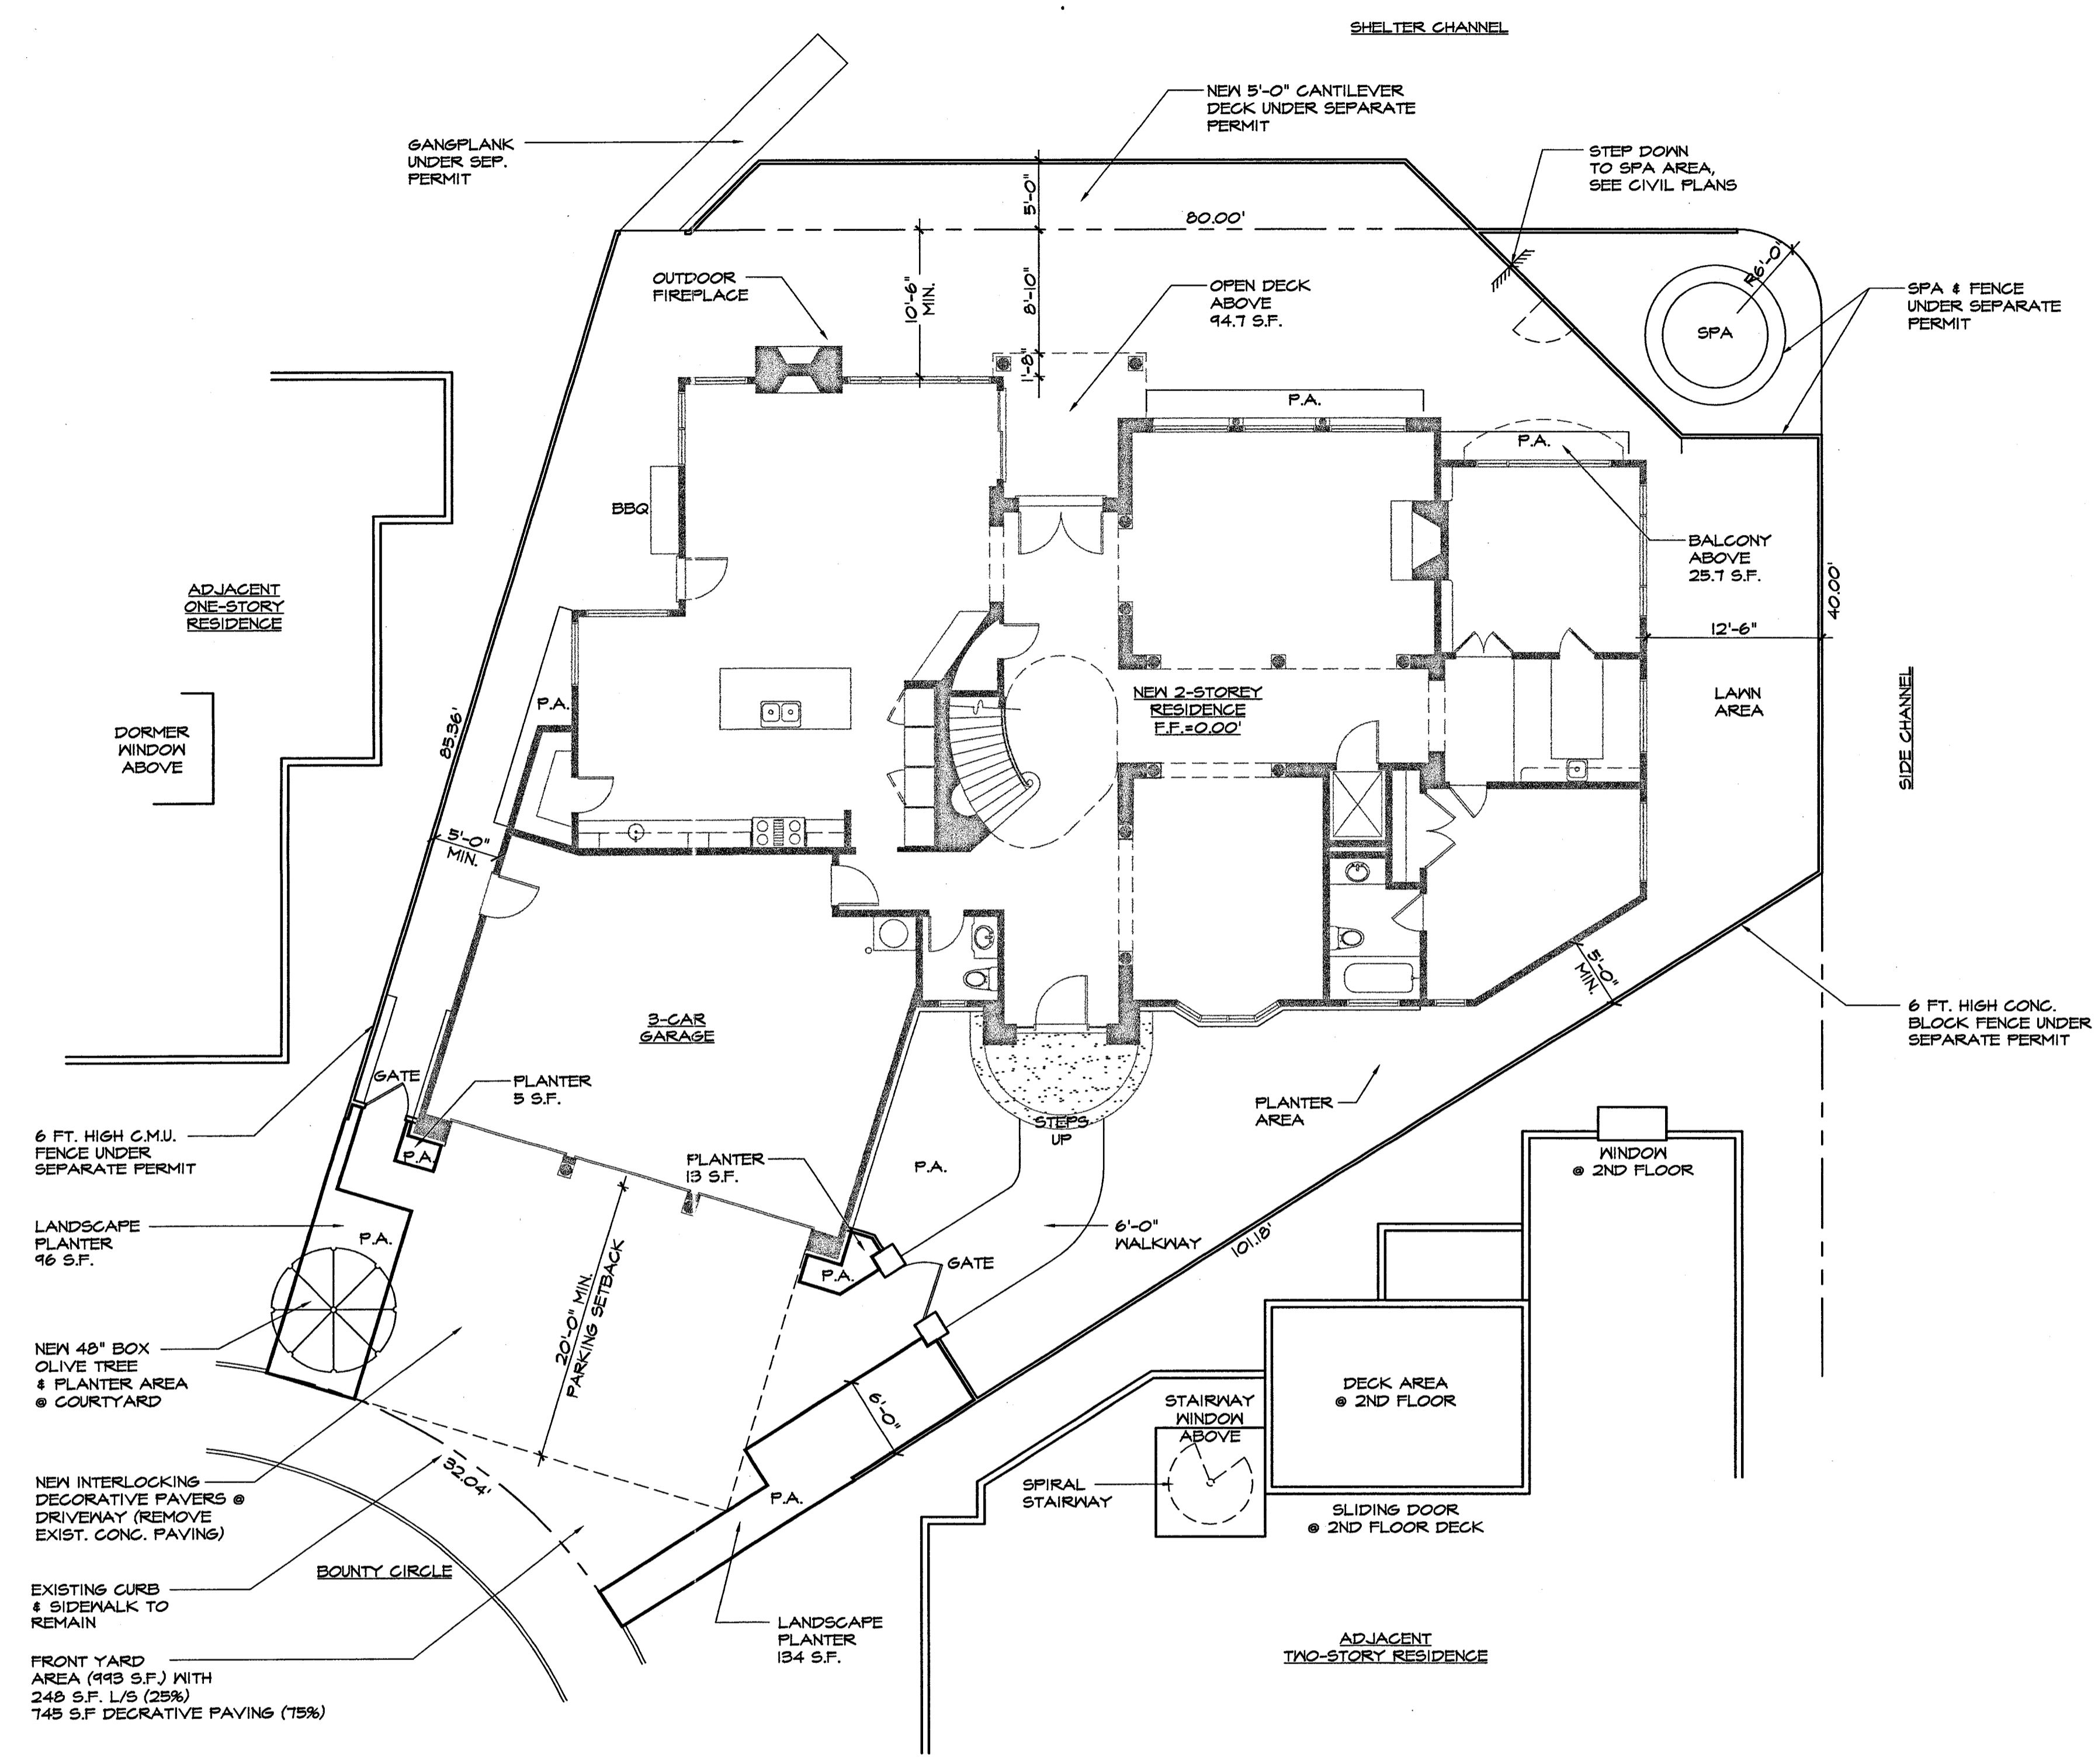 SHELTER CHANNEL
NEW 5'-0" CANTILEVER
DECK UNDER SEPARATE
PERMIT
GANGPLANK
UNDER SEP.
PERMIT
STEP DOWN
TO SPA AREA,
SEE CIVIL PLANS
5'-0"
80.00'
R6'-0"
OUTDOOR
FIREPLACE
10'-6"
MIN.
8'-10"
1'-8"
OPEN DECK
ABOVE
94.7 S.F.
SPA & FENCE
UNDER SEPARATE
PERMIT
SPA
P.A.
P.A.
BBQ
BALCONY
ABOVE
25.7 S.F.
ADJACENT
ONE-STORY
RESIDENCE
40.00'
12'-6"
P.A.
NEW 2-STOREY
RESIDENCE
F.F.=0.00'
LAWN
AREA
SIDE CHANNEL
DORMER
WINDOW
ABOVE
85.36'
5'-0"
MIN.
5'-0"
MIN.
6 FT. HIGH CONC.
BLOCK FENCE UNDER
SEPARATE PERMIT
3-CAR
GARAGE
GATE
PLANTER
5 S.F.
PLANTER
AREA
STEPS
UP
6 FT. HIGH C.M.U.
FENCE UNDER
SEPARATE PERMIT
P.A.
PLANTER
13 S.F.
P.A.
WINDOW
@ 2ND FLOOR
LANDSCAPE
PLANTER
96 S.F.
P.A.
6'-0"
WALKWAY
101.18'
GATE
P.A.
20'-0" MIN.
PARKING SETBACK
NEW 48" BOX
OLIVE TREE
& PLANTER AREA
@ COURTYARD
6'-0"
DECK AREA
@ 2ND FLOOR
STAIRWAY
WINDOW
ABOVE
32.04'
NEW INTERLOCKING
DECORATIVE PAVERS @
DRIVEWAY (REMOVE
EXIST. CONC. PAVING)
P.A.
SPIRAL
STAIRWAY
SLIDING DOOR
@ 2ND FLOOR DECK
BOUNTY CIRCLE
EXISTING CURB
& SIDEWALK TO
REMAIN
LANDSCAPE
PLANTER
134 S.F.
ADJACENT
TWO-STORY RESIDENCE
FRONT YARD
AREA (993 S.F.) WITH
248 S.F. L/S (25%)
745 S.F DECRATIVE PAVING (75%)